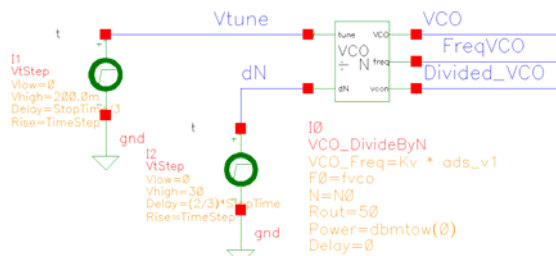 t
Vtune
VCO
I1
VtStep
Vlow=0
Vhigh=200.0m
Delay=StopTime/3
Rise=TimeStep
gnd
tune
VCO
÷ N
VCO
freq
dN
vcon
FreqVCO
Divided_VCO
dN
t
I2
VtStep
Vlow=0
Vhigh=30
Delay=(2/3)*StopTime
Rise=TimeStep
gnd
I0
VCO_DivideByN
VCO_Freq=Kv * ads_v1
F0=fvco
N=N0
Rout=50
Power=dbmtow(0)
Delay=0